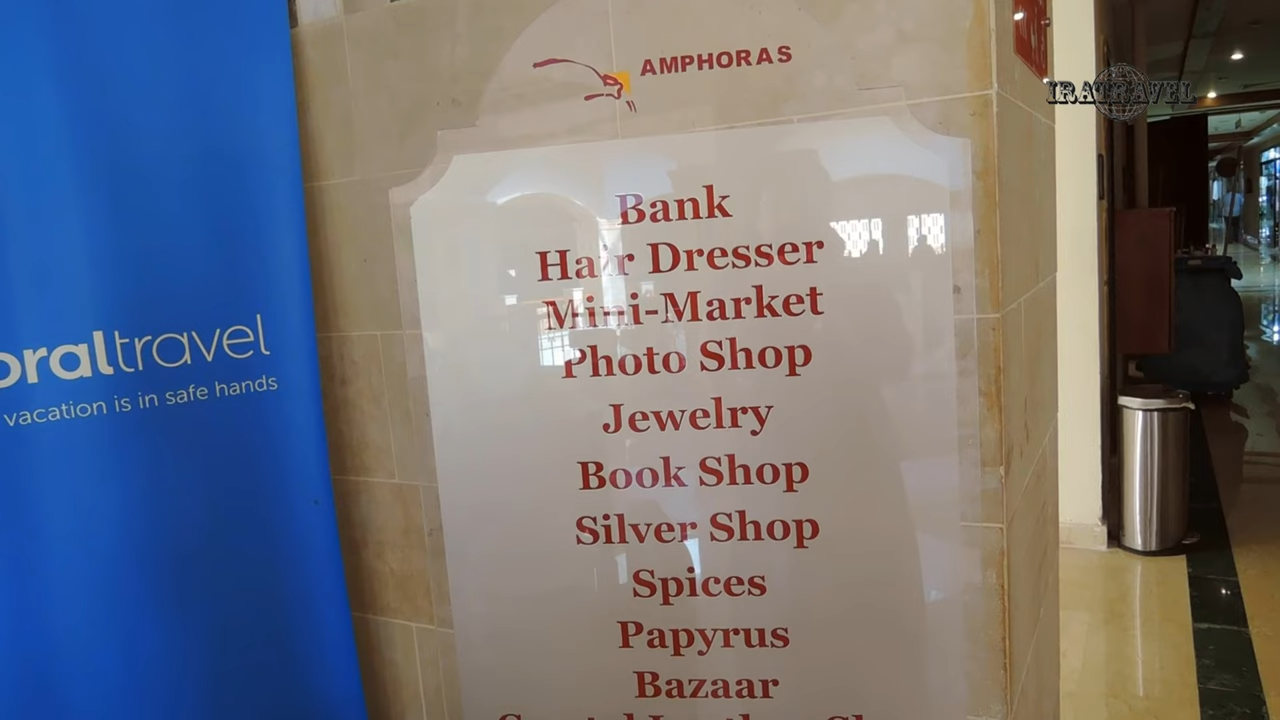 AMPHORAS
IRATRAVEL
Bank
Hair Dresser
Mini-Market
Photo Shop
Jewelry
Book Shop
Silver Shop
Spices
Papyrus
Bazaar
oraltravel
vacation is in safe hands